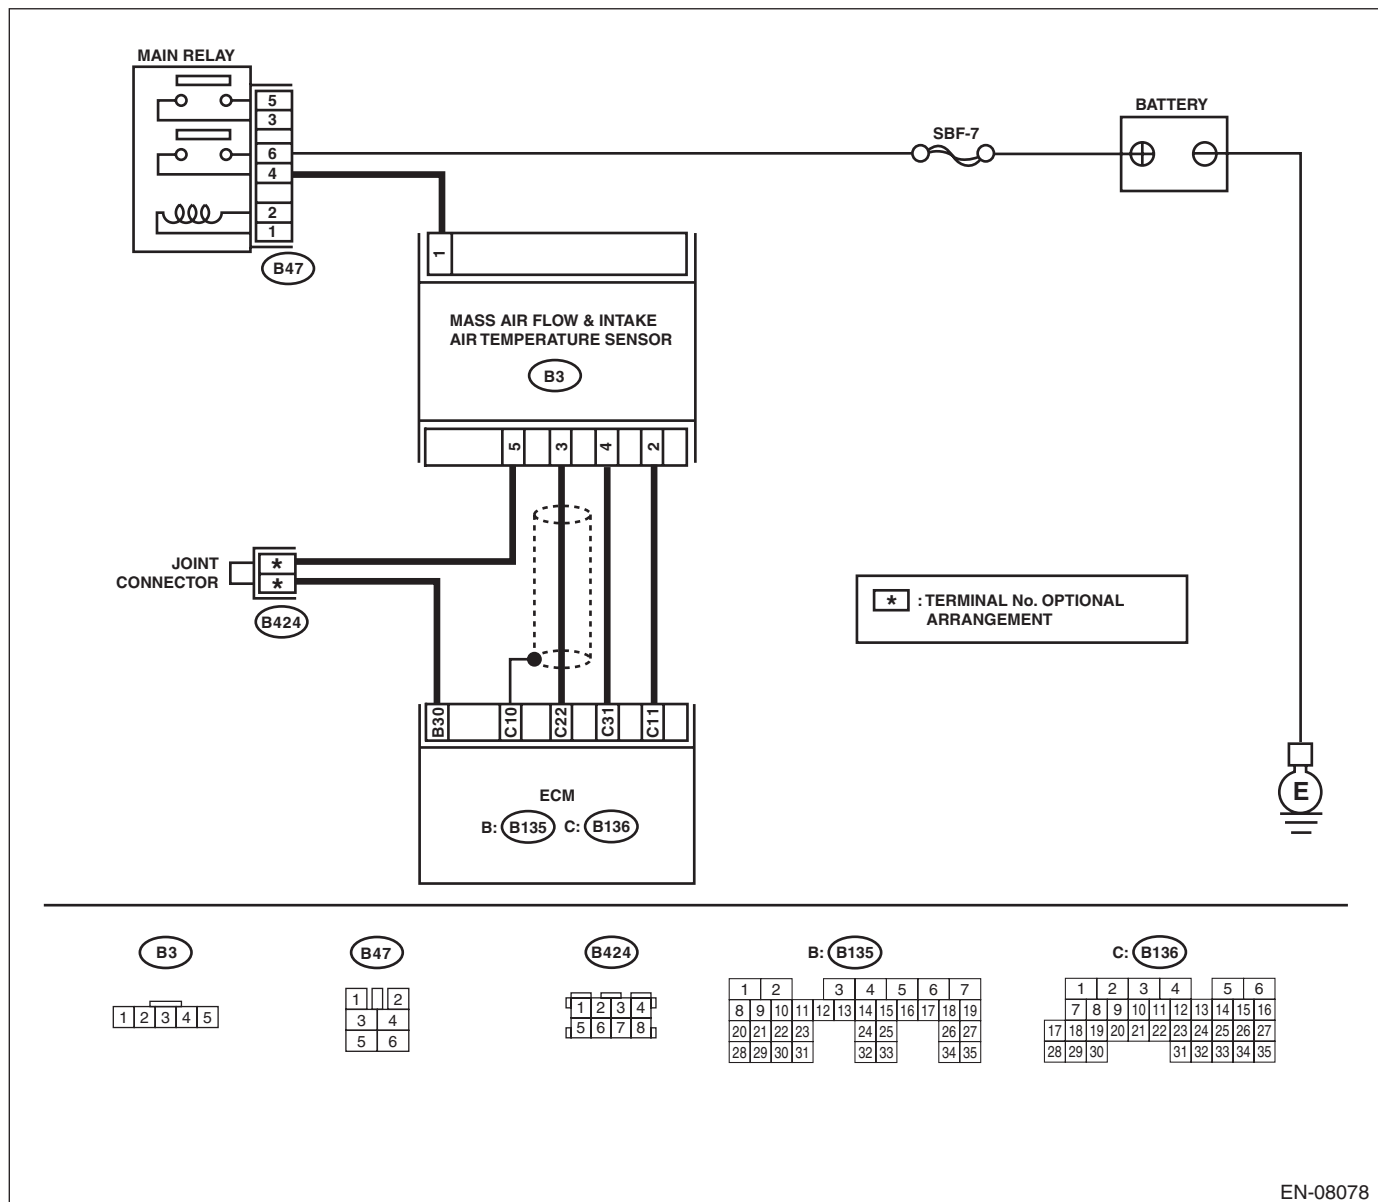 MAIN RELAY
5
3
6
4
2
1
B47
SBF-7
BATTERY
1
MASS AIR FLOW & INTAKE
AIR TEMPERATURE SENSOR
B3
5 3 4 2
JOINT
CONNECTOR
*
*
B424
* : TERMINAL No. OPTIONAL
ARRANGEMENT
B30 C10 C22 C31 C11
ECM
B: B135 C: B136
E
B3
1 2 3 4 5
B47
1 2
3 4
5 6
B424
1 2 3 4
5 6 7 8
B: B135
1 2 3 4 5 6 7
8 9 10 11 12 13 14 15 16 17 18 19
20 21 22 23 24 25 26 27
28 29 30 31 32 33 34 35
C: B136
1 2 3 4 5 6
7 8 9 10 11 12 13 14 15 16
17 18 19 20 21 22 23 24 25 26 27
28 29 30 31 32 33 34 35
EN-08078